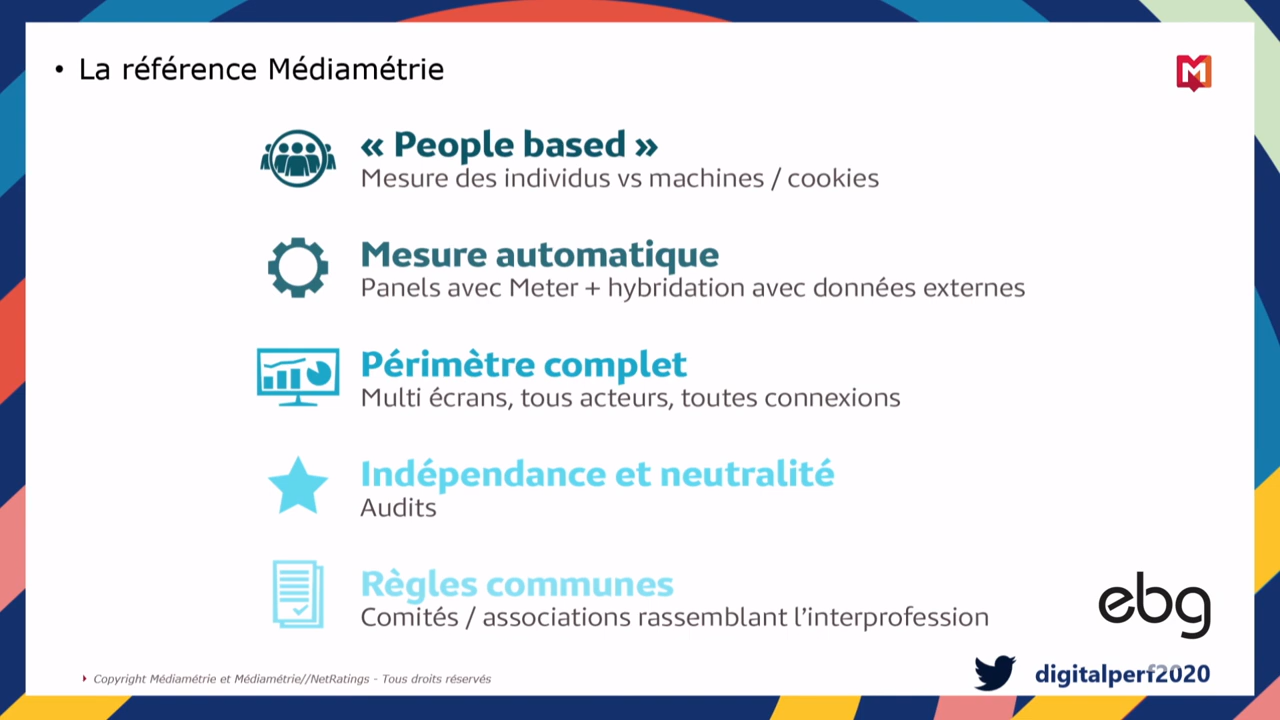 • La référence Médiamétrie
M
« People based »
Mesure des individus vs machines / cookies
Mesure automatique
Panels avec Meter + hybridation avec données externes
Périmètre complet
Multi écrans, tous acteurs, toutes connexions
Indépendance et neutralité
Audits
Règles communes
Comités / associations rassemblant l’interprofession
ebg
Copyright Médiamétrie et Médiamétrie//NetRatings - Tous droits réservés
digitalperf2020